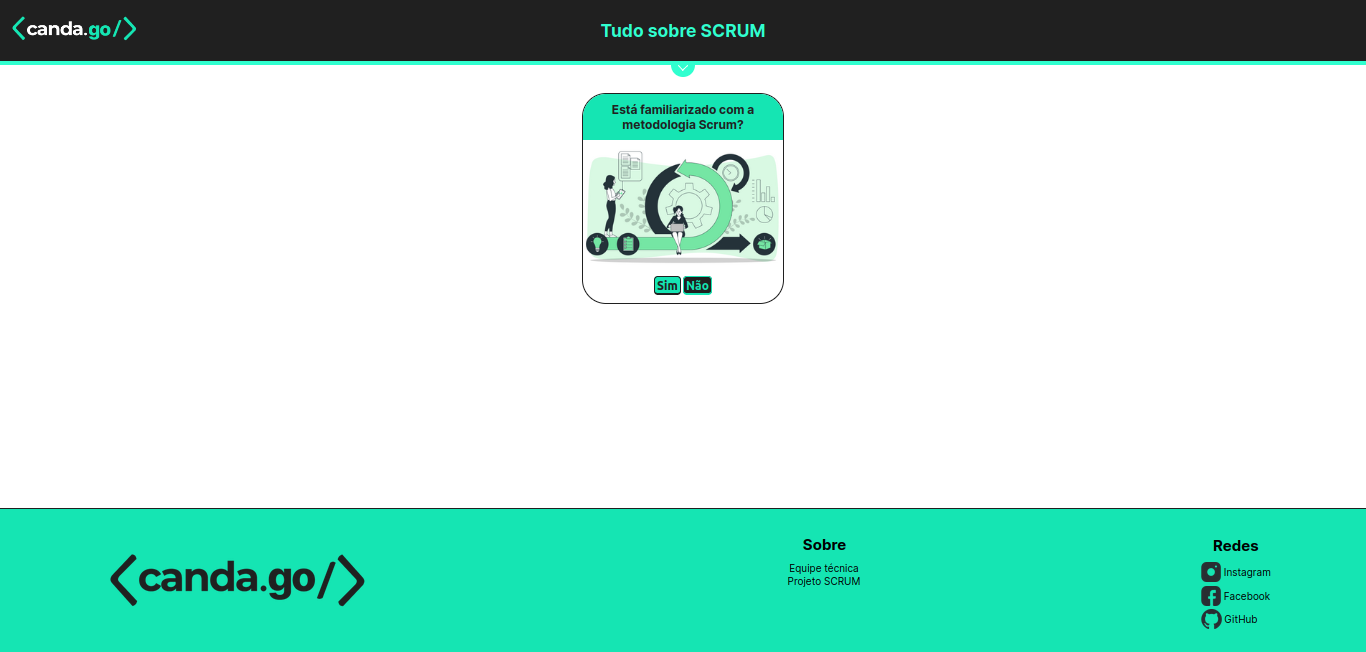 <canda.go/>
Tudo sobre SCRUM
Está familiarizado com a
metodologia Scrum?
Sim Não
<canda.go/>
Sobre
Equipe técnica
Projeto SCRUM
Redes
Instagram
Facebook
GitHub